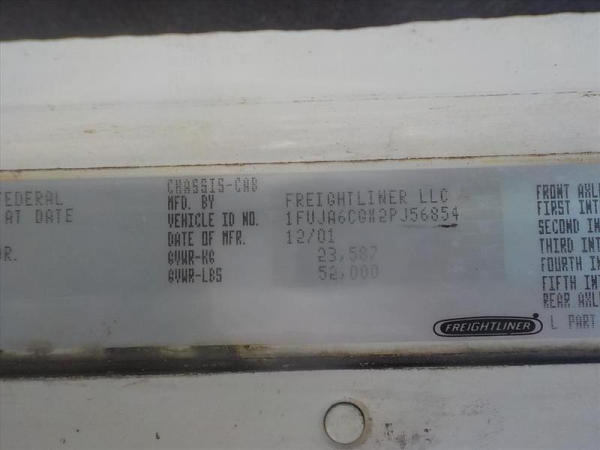 FEDERAL
AT DATE
CHASSIS-CAB
MFD. BY FREIGHTLINER LLC
VEHICLE ID NO. 1FUJA6CGX2PJ56854
DATE OF MFR. 12/01
GVWR-KG 23,587
GVWR-LBS 52,000
FRONT AXLE
FIRST INT
SECOND IN
THIRD INT
FOURTH IN
FIFTH IN
REAR AXL
FREIGHTLINER
L PART